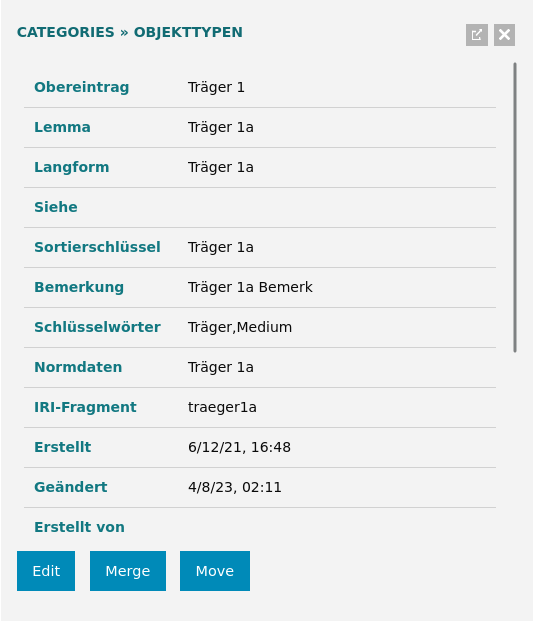 CATEGORIES » OBJEKTTYPEN
Obereintrag Träger 1
Lemma Träger 1a
Langform Träger 1a
Siehe
Sortierschlüssel Träger 1a
Bemerkung Träger 1a Bemerk
Schlüsselwörter Träger,Medium
Normdaten Träger 1a
IRI-Fragment traeger1a
Erstellt 6/12/21, 16:48
Geändert 4/8/23, 02:11
Erstellt von
Edit Merge Move